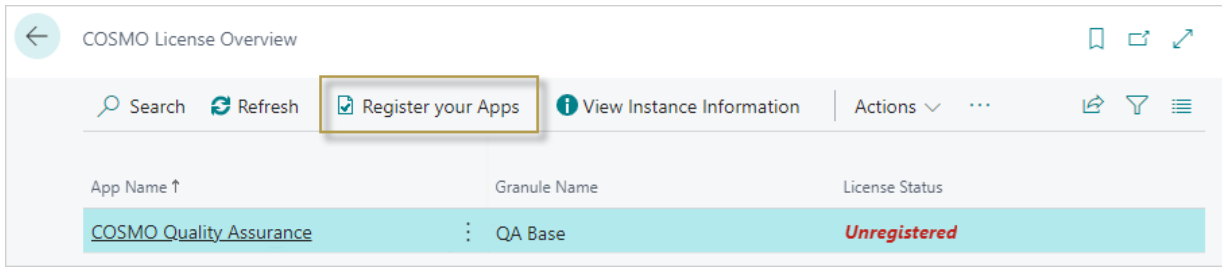 COSMO License Overview
Search Refresh Register your Apps View Instance Information Actions
App Name Granule Name License Status
COSMO Quality Assurance QA Base Unregistered